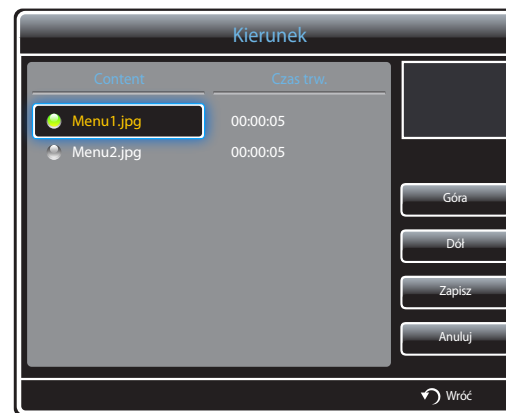 Kierunek
Content Czas trw.
Menu1.jpg 00:00:05
Menu2.jpg 00:00:05
Góra
Dół
Zapisz
Anuluj
Wróć